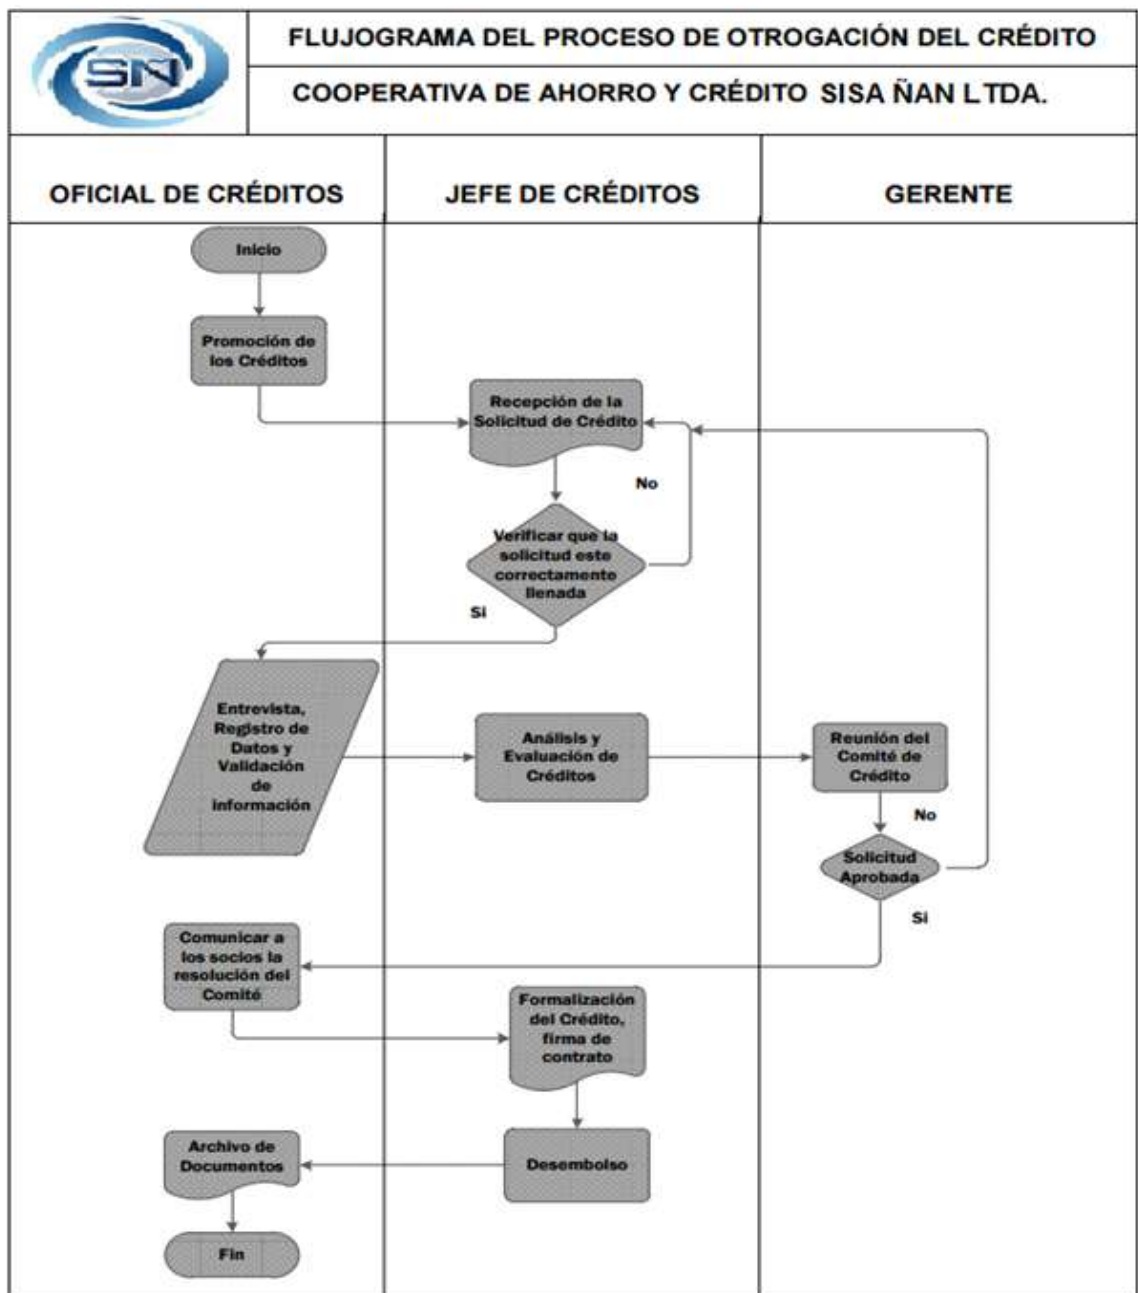 SÑ
FLUJOGRAMA DEL PROCESO DE OTROGACIÓN DEL CRÉDITO
COOPERATIVA DE AHORRO Y CRÉDITO SISA ÑAN LTDA.
OFICIAL DE CRÉDITOS
JEFE DE CRÉDITOS
GERENTE
Inicio
Promoción de
los Créditos
Recepción de la
Solicitud de Crédito
No
Verificar que la
solicitud este
correctamente
llenada
Si
Entrevista,
Registro de
Datos y
Validación
de
información
Análisis y
Evaluación de
Créditos
Reunión del
Comité de
Crédito
No
Solicitud
Aprobada
Si
Comunicar a
los socios la
resolución del
Comité
Formalización
del Crédito,
firma de
contrato
Desembolso
Archivo de
Documentos
Fin